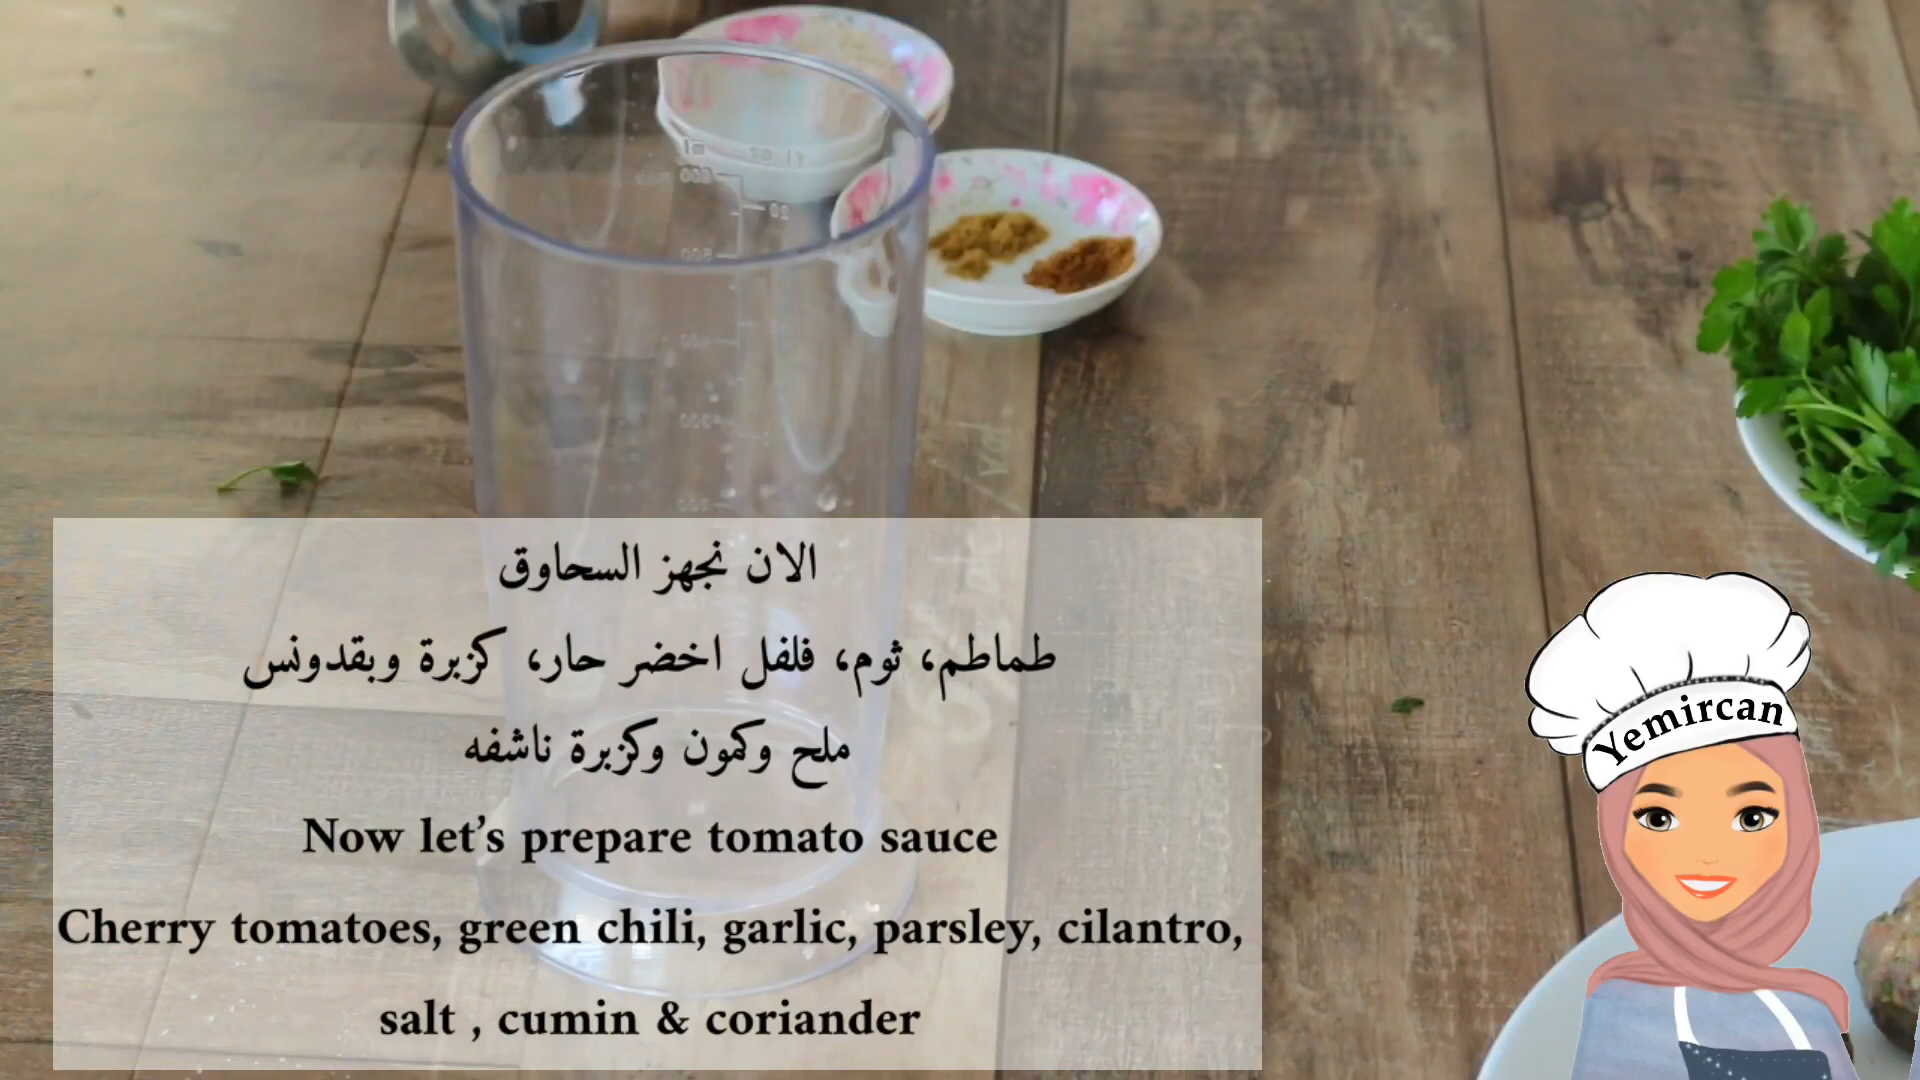 الان نجهز السحاوق
طماطم، ثوم، فلفل اخضر حار، كزبرة وبقدونس
ملح وكمون وكزبرة ناشفه
Now let's prepare tomato sauce
Cherry tomatoes, green chili, garlic, parsley, cilantro,
salt , cumin & coriander
Yemircan